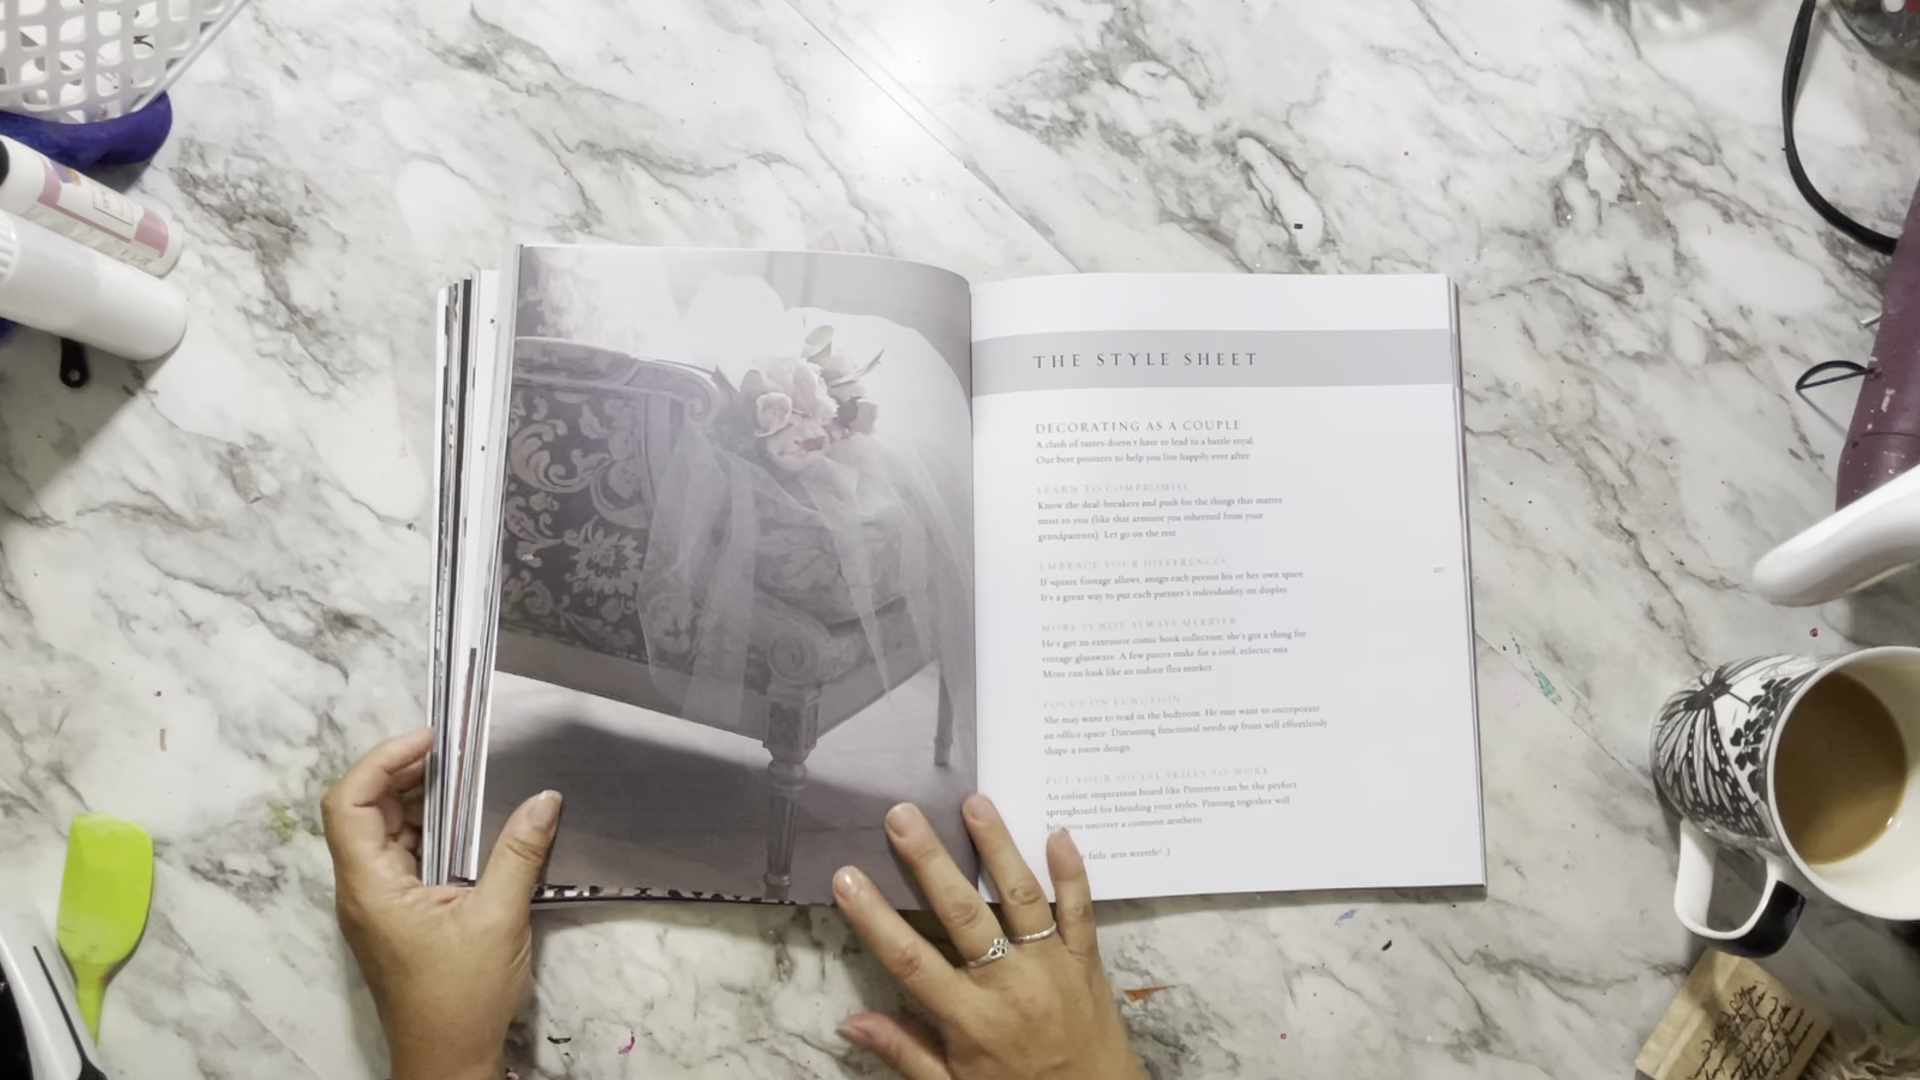 THE STYLE SHEET
DECORATING AS A COUPLE
A clash of tastes doesn't have to lead to a battle royal.
Our best pointers to help you live happily ever after
LEARN TO COMPROMISE
Know the deal-breakers and push for the things that matter
most to you (like that armoire you inherited from your
grandparents). Let go on the rest.
EMBRACE YOUR DIFFERENCES
If square footage allows, assign each person his or her own space.
It's a great way to put each partner's individuality on display.
MORE IS NOT ALWAYS MERRIER
He's got an extensive comic book collection; she's got a thing for
vintage glassware. A few pieces make for a cool, eclectic mix.
More can look like an indoor flea market.
FOCUS ON FUNCTION
She may want to read in the bedroom. He may want to incorporate
an office space. Discussing functional needs up front will effortlessly
shape a room design.
PUT YOUR SOCIAL SKILLS TO WORK
An online inspiration board like Pinterest can be the perfect
springboard for blending your styles. Pinning together will
help you uncover a common aesthetic.
fails: arm wrestle! }